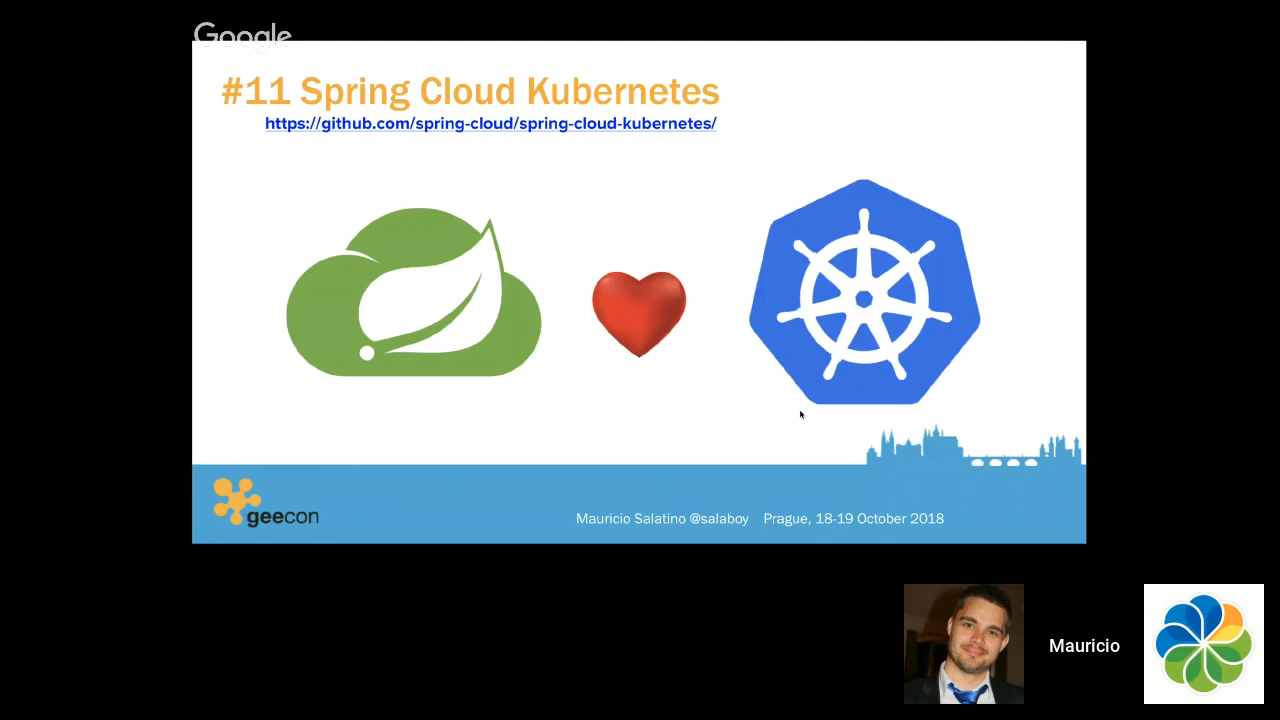 Google
#11 Spring Cloud Kubernetes
https://github.com/spring-cloud/spring-cloud-kubernetes/
geecon
Mauricio Salatino @salaboy Prague, 18-19 October 2018
Mauricio